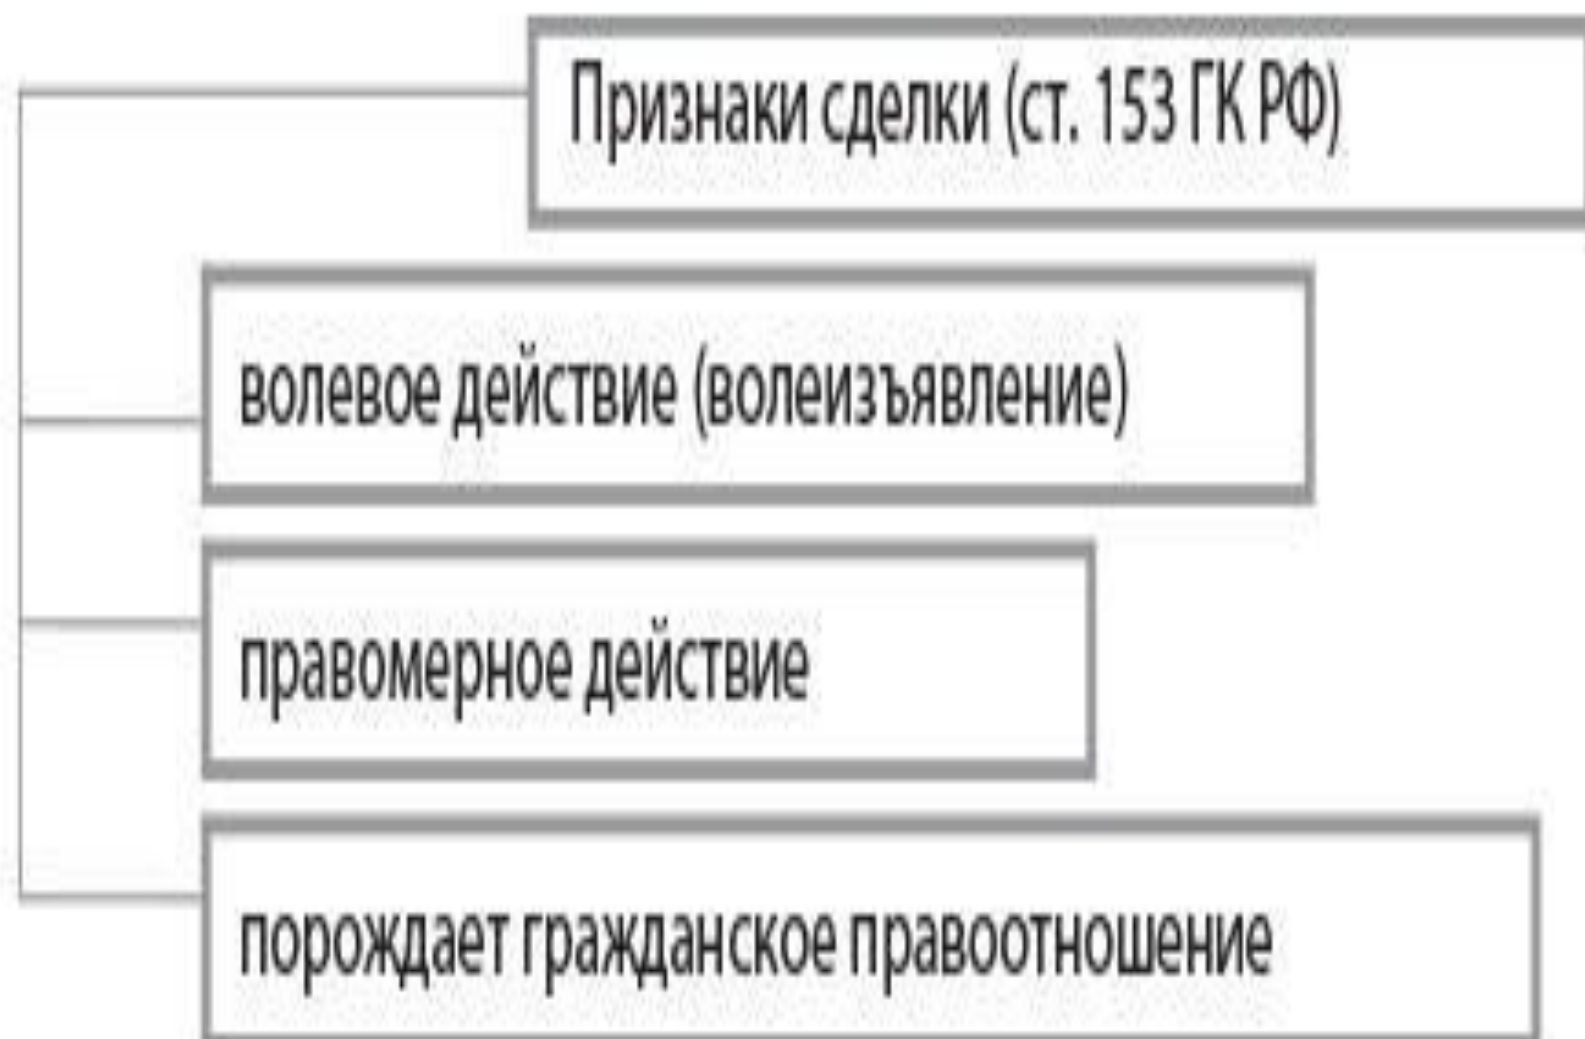 Признаки сделки (ст. 153 ГК РФ)
волевое действие (волеизъявление)
правомерное действие
порождает гражданское правоотношение